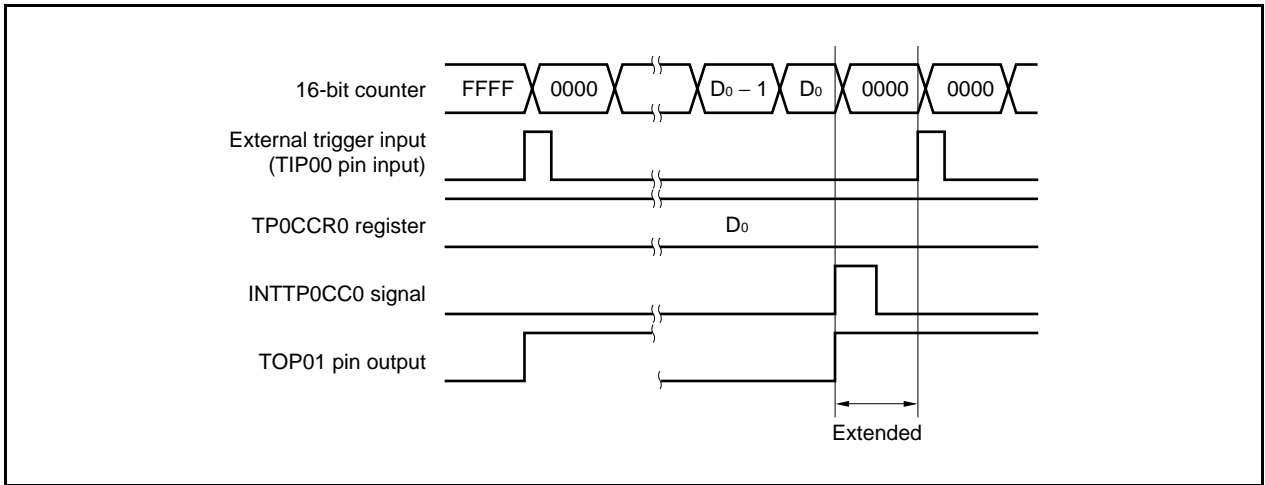 16-bit counter FFFF 0000 D0 – 1 D0 0000 0000
External trigger input
(TIP00 pin input)
TP0CCR0 register D0
INTTP0CC0 signal
TOP01 pin output
Extended